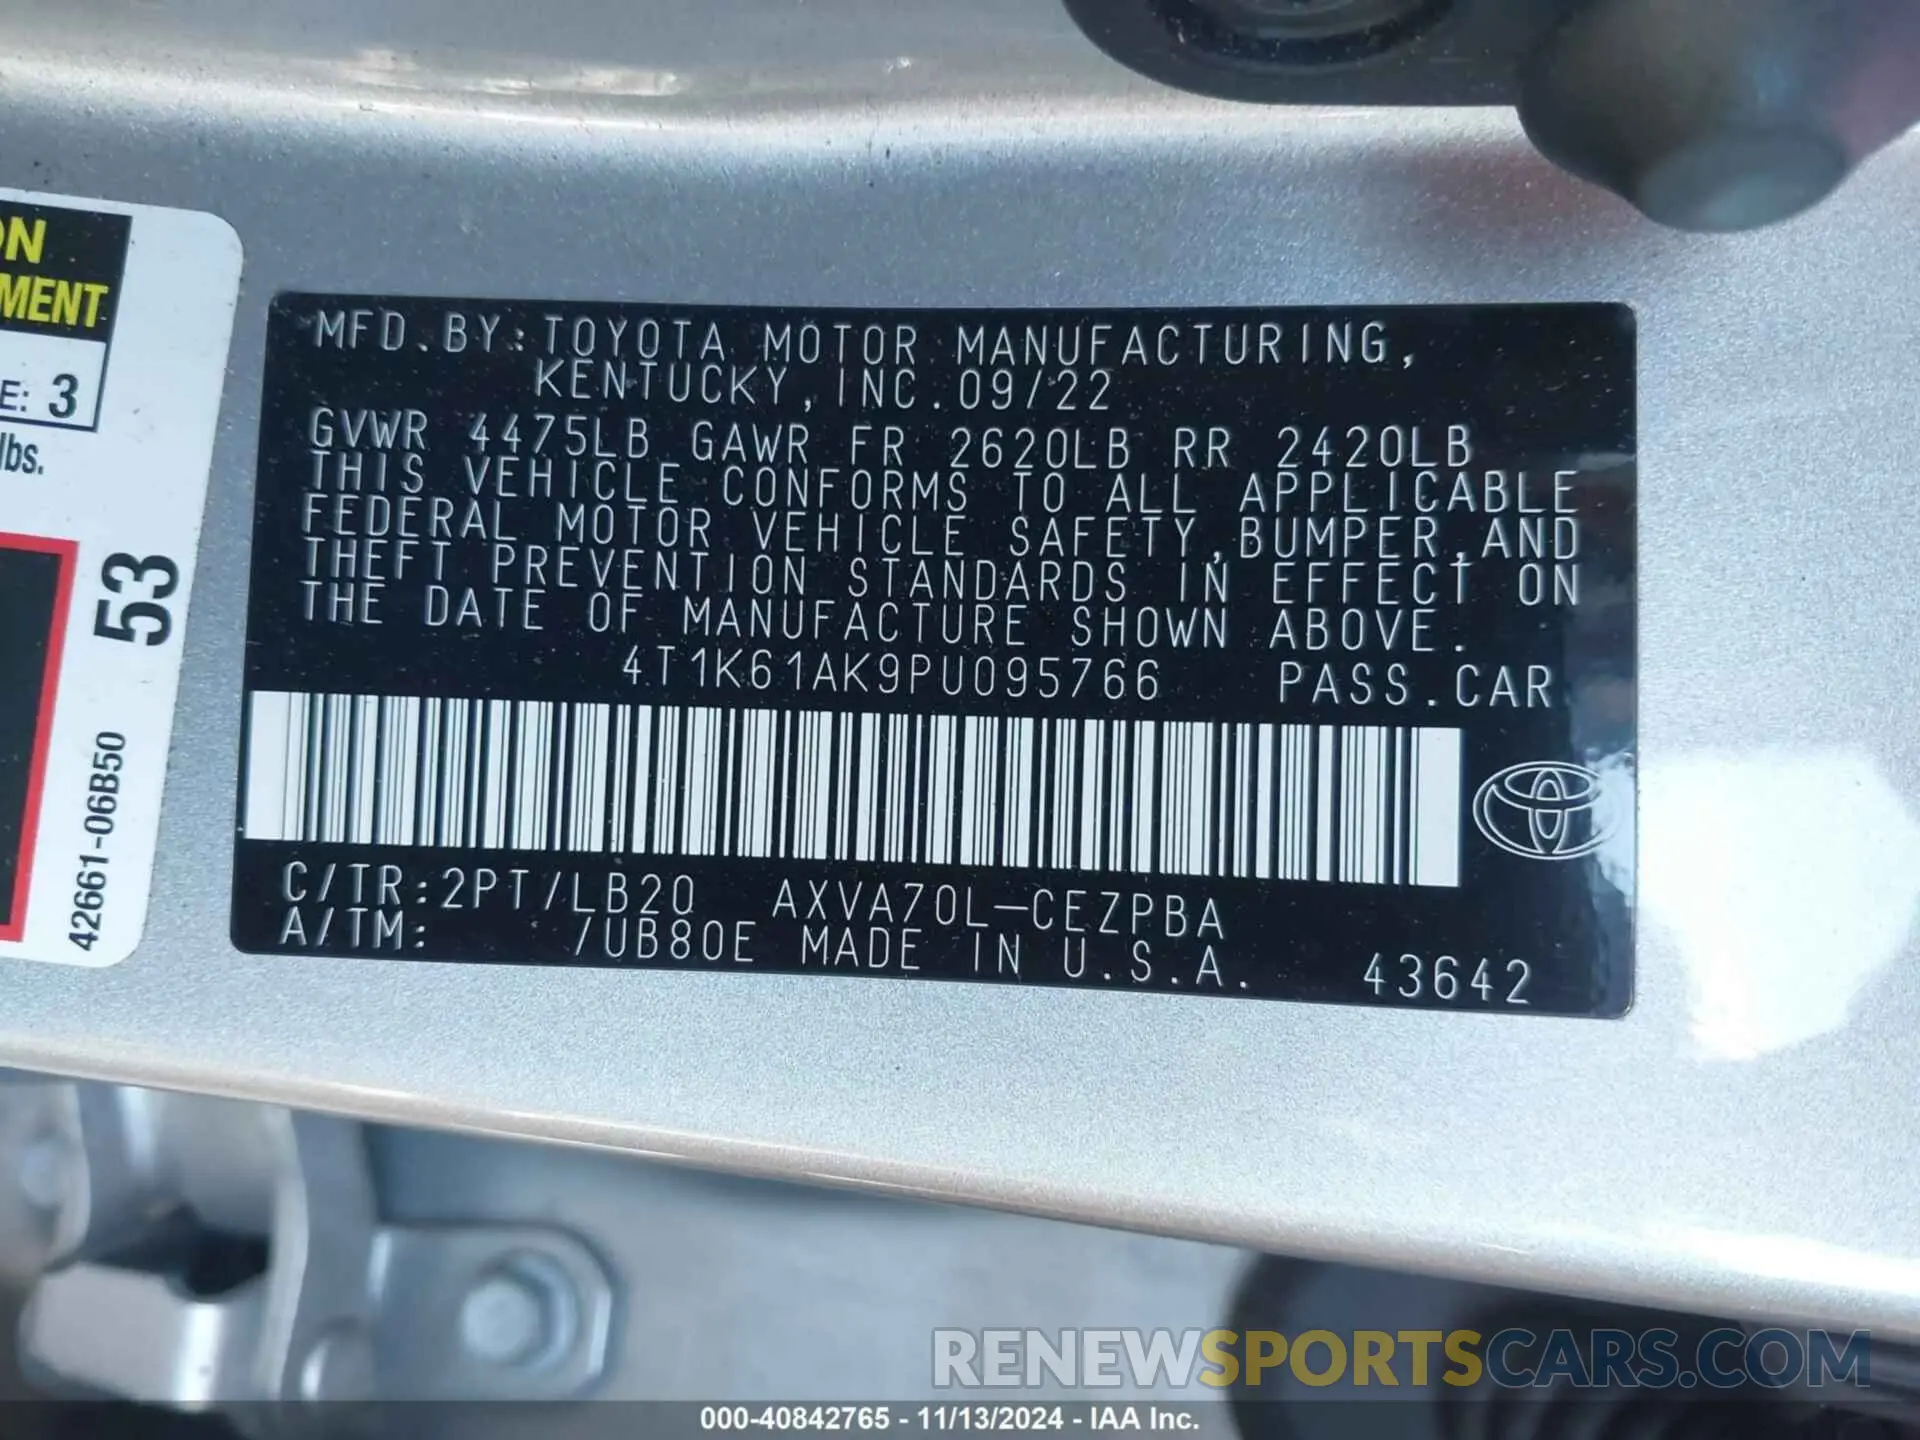 ON
MENT
E: 3
lbs.
53
42661-06B50
MFD.BY:TOYOTA MOTOR MANUFACTURING,
KENTUCKY,INC.09/22
GVWR 4475LB GAWR FR 2620LB RR 2420LB
THIS VEHICLE CONFORMS TO ALL APPLICABLE
FEDERAL MOTOR VEHICLE SAFETY,BUMPER,AND
THEFT PREVENTION STANDARDS IN EFFECT ON
THE DATE OF MANUFACTURE SHOWN ABOVE.
4T1K61AK9PU095766 PASS.CAR
C/TR:2PT/LB20 AXVA70L-CEZPBA
A/TM: /UB80E MADE IN U.S.A. 43642
RENEWSPORTSCARS.COM
000-40842765 - 11/13/2024 - IAA Inc.